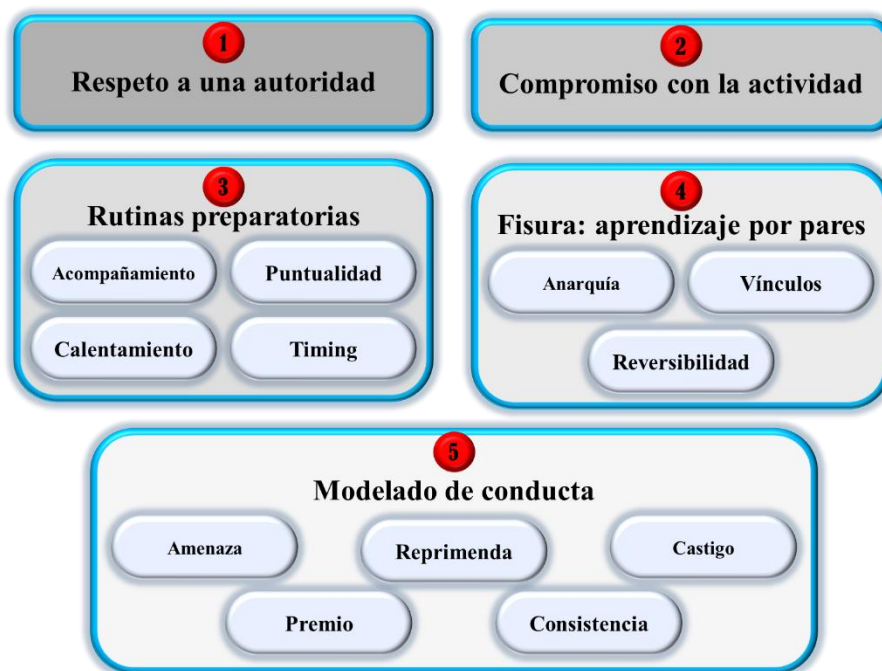 1
Respeto a una autoridad
2
Compromiso con la actividad
3
Rutinas preparatorias
Acompañamiento
Puntualidad
Calentamiento
Timing
4
Fisura: aprendizaje por pares
Anarquía
Vínculos
Reversibilidad
5
Modelado de conducta
Amenaza
Reprimenda
Castigo
Premio
Consistencia